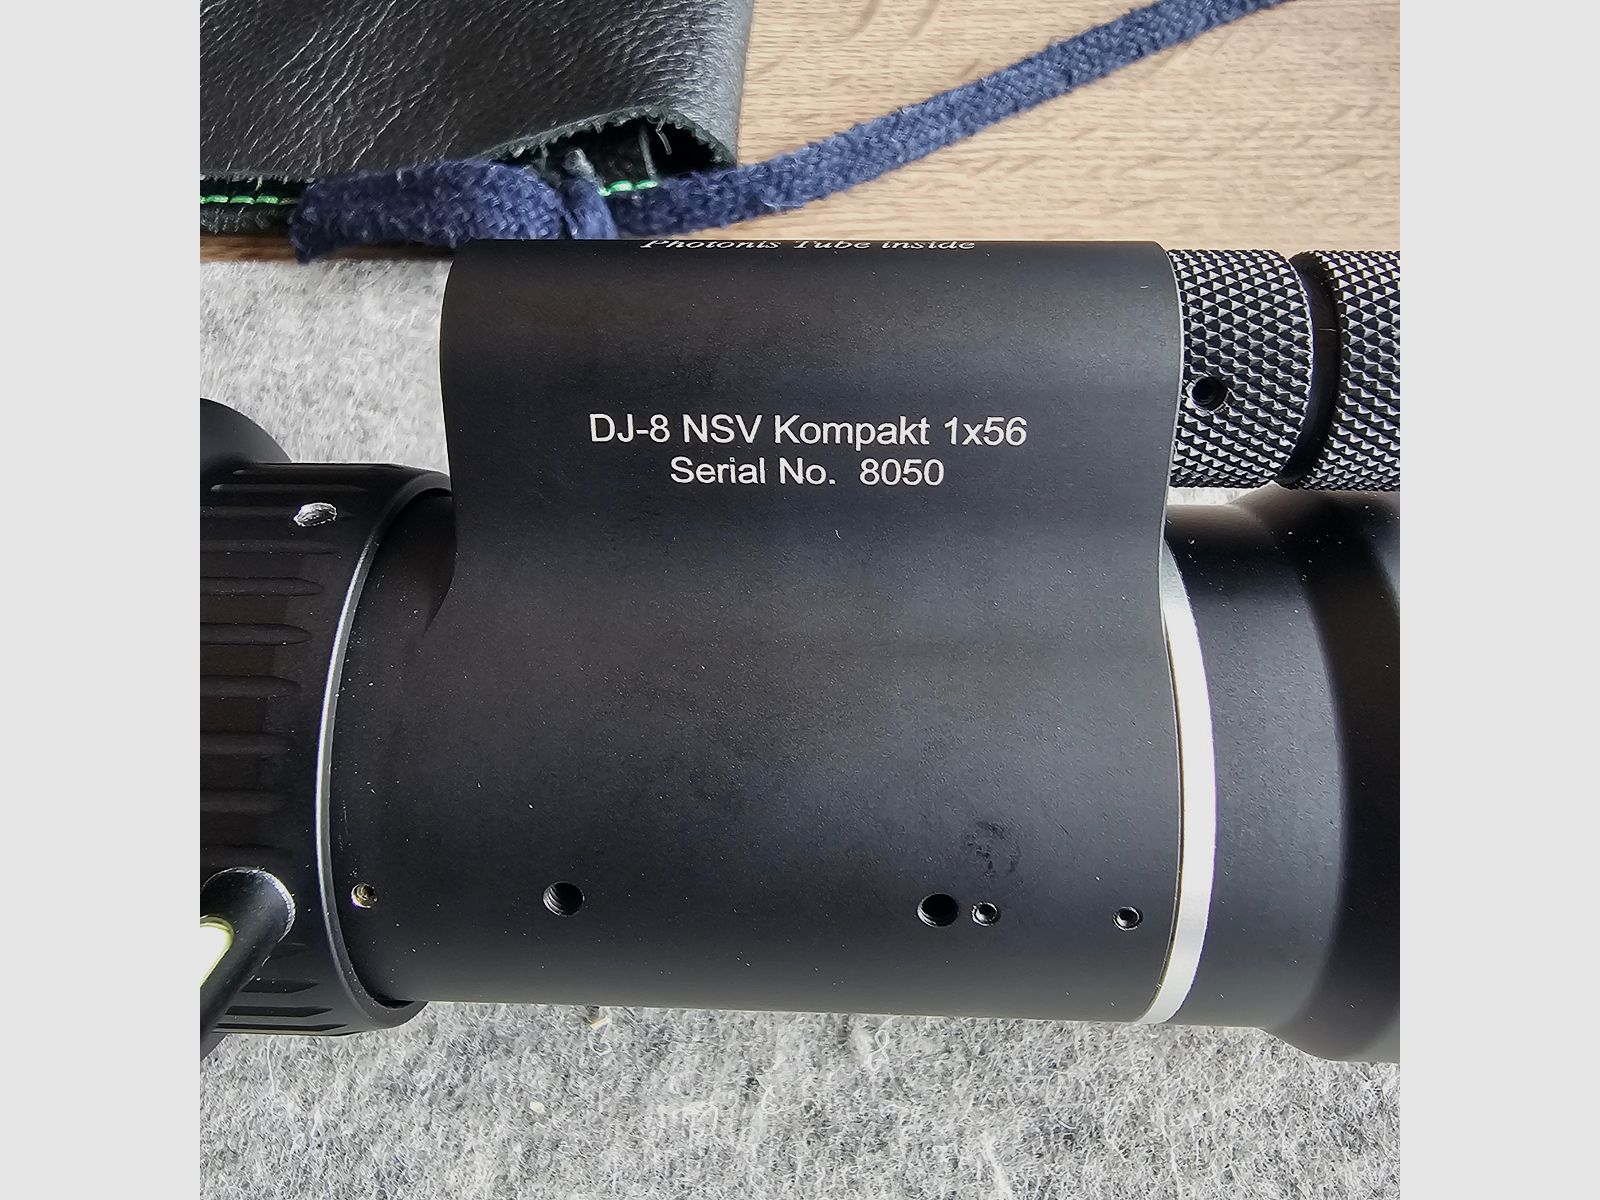 Photonis Tube inside
DJ-8 NSV Kompakt 1x56
Serial No. 8050